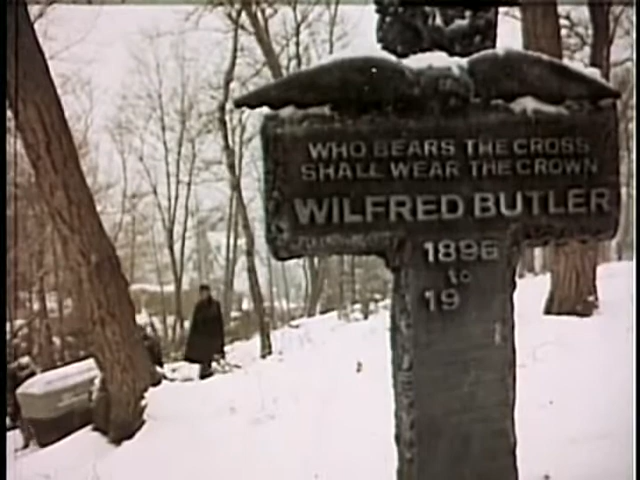 WHO BEARS THE CROSS
SHALL WEAR THE CROWN
WILFRED BUTLER
1896
to
19